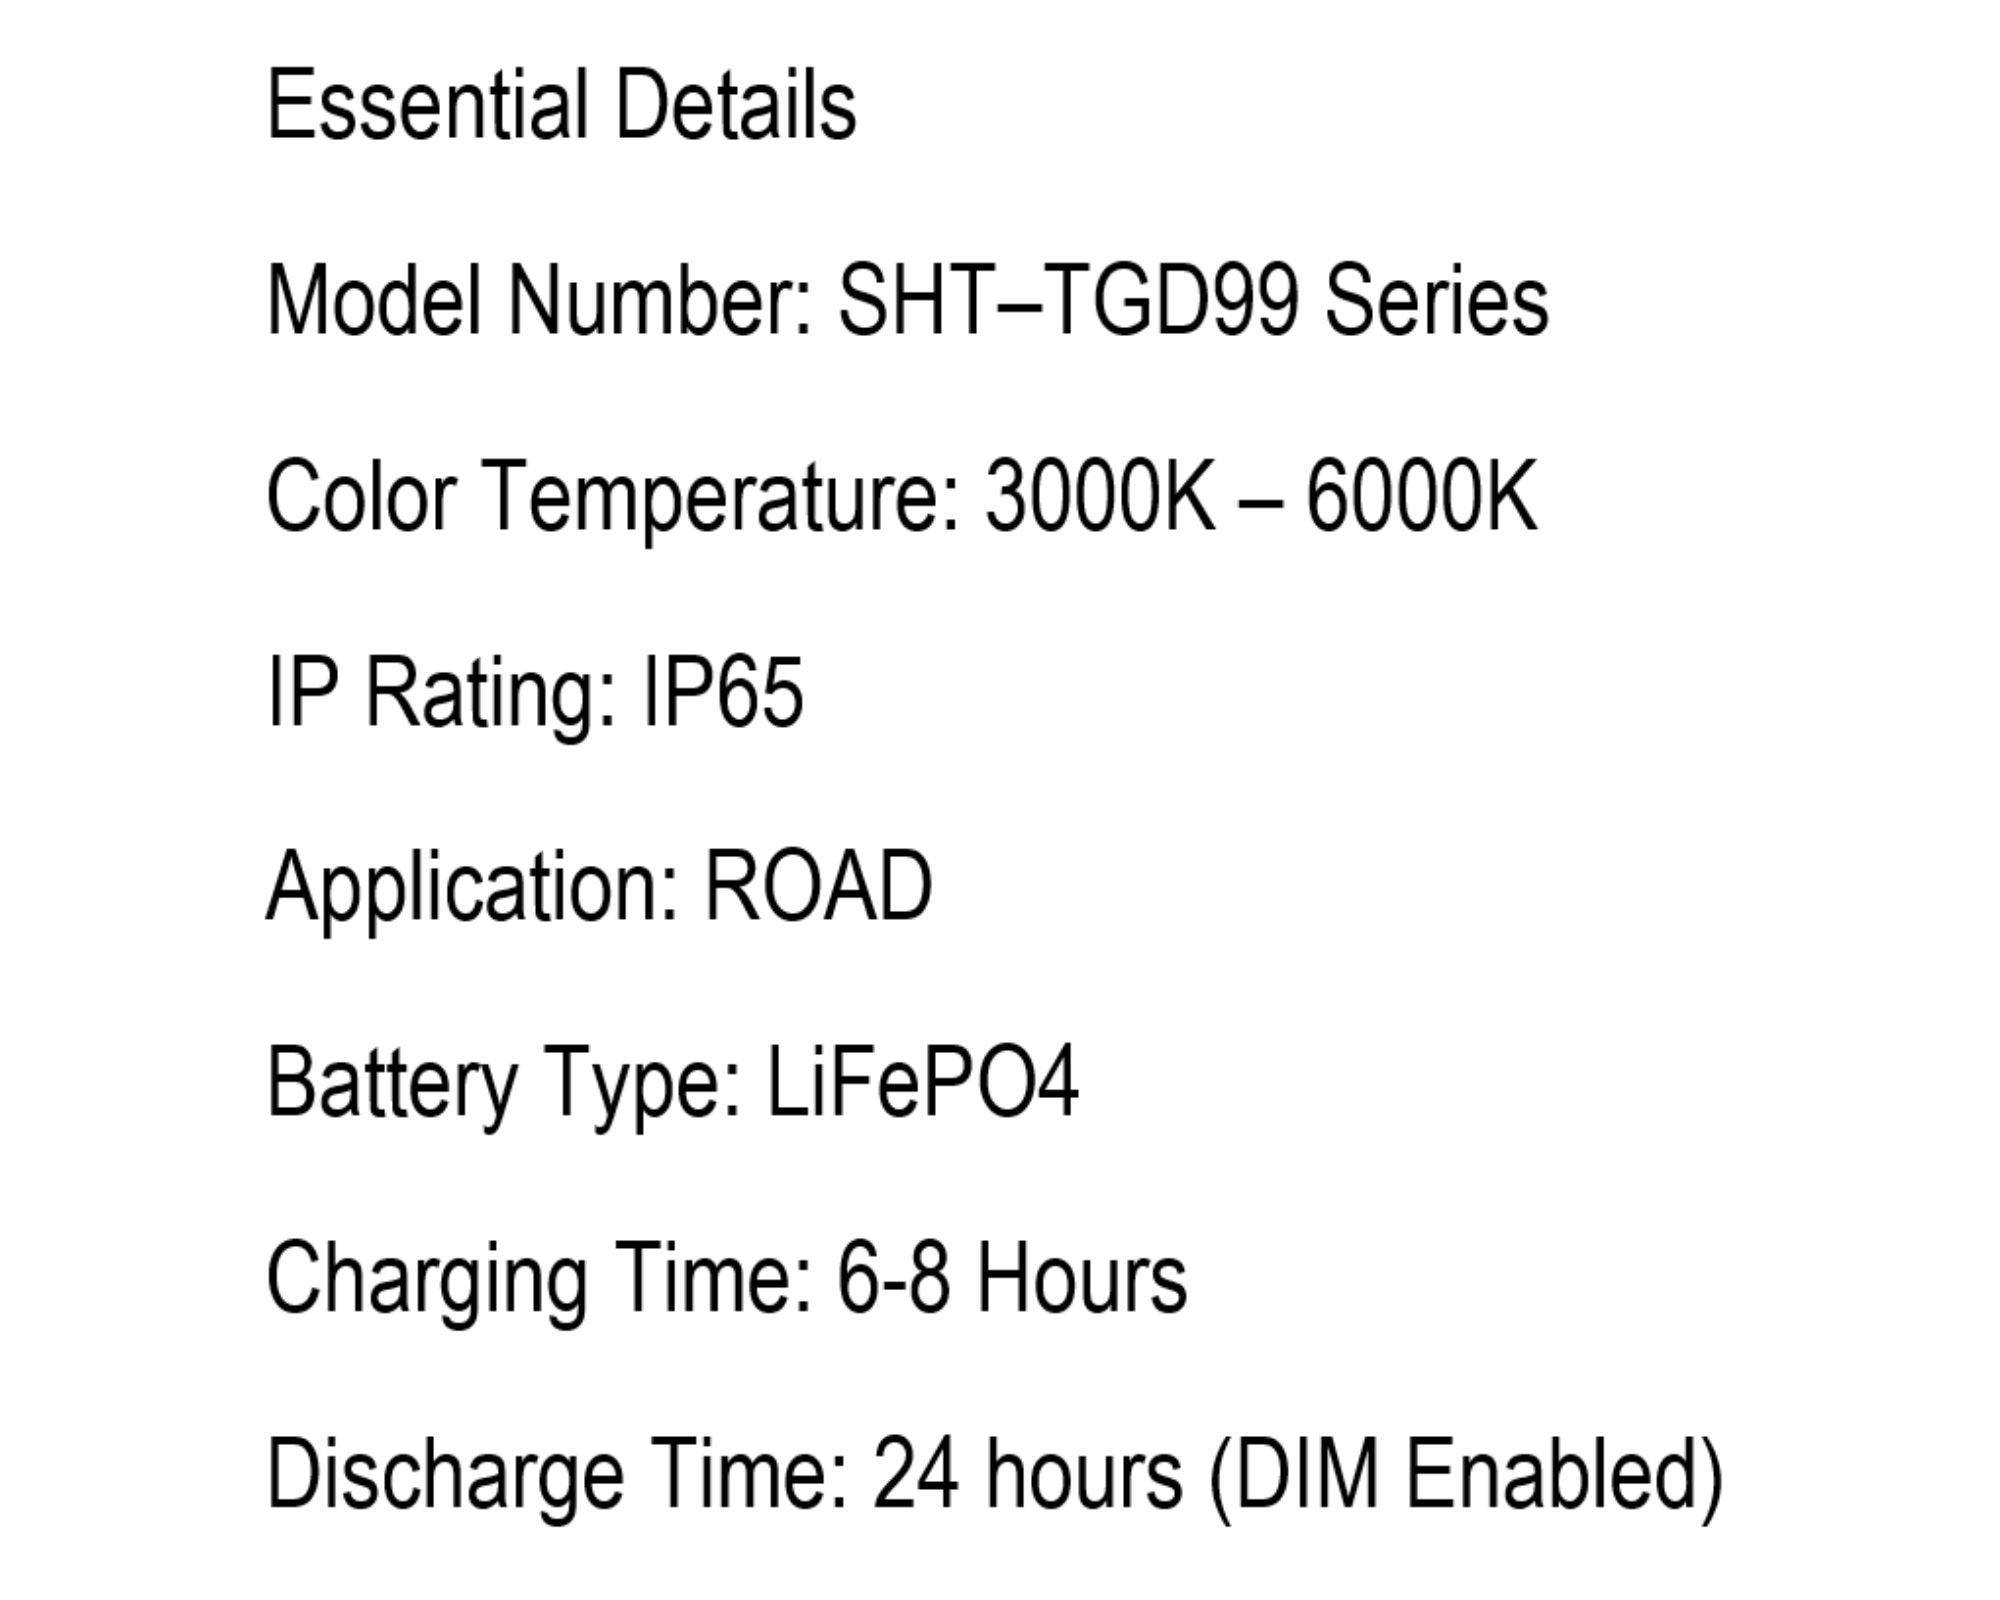 Essential Details
Model Number: SHT–TGD99 Series
Color Temperature: 3000K – 6000K
IP Rating: IP65
Application: ROAD
Battery Type: LiFePO4
Charging Time: 6-8 Hours
Discharge Time: 24 hours (DIM Enabled)